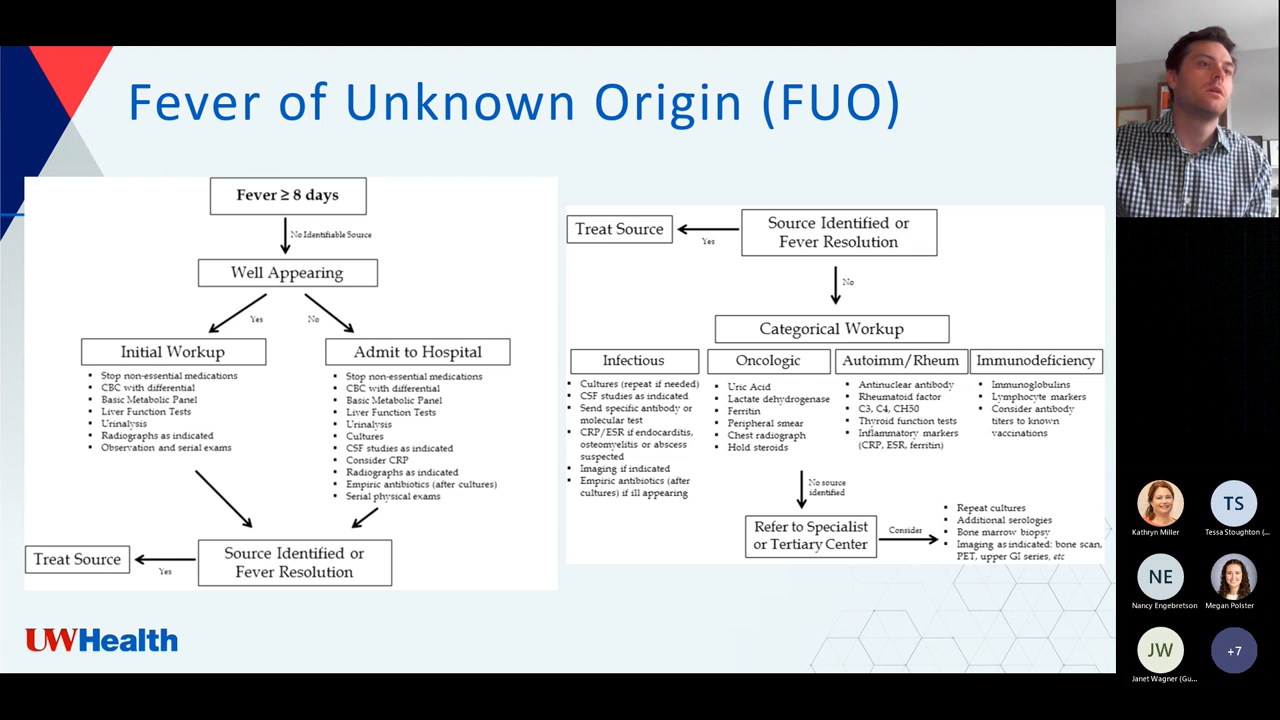 Fever of Unknown Origin (FUO)
Fever ≥ 8 days
No Identifiable Source
Well Appearing
Yes
No
Initial Workup
▪ Stop non-essential medications
▪ CBC with differential
▪ Basic Metabolic Panel
▪ Liver Function Tests
▪ Urinalysis
▪ Radiographs as indicated
▪ Observation and serial exams
Admit to Hospital
▪ Stop non-essential medications
▪ CBC with differential
▪ Basic Metabolic Panel
▪ Liver Function Tests
▪ Urinalysis
▪ Cultures
▪ CSF studies as indicated
▪ Consider CRP
▪ Radiographs as indicated
▪ Empiric antibiotics (after cultures)
▪ Serial physical exams
Treat Source
Yes
Source Identified or
Fever Resolution
Treat Source
Yes
Source Identified or
Fever Resolution
No
Categorical Workup
Infectious
▪ Cultures (repeat if needed)
▪ CSF studies as indicated
▪ Send specific antibody or
molecular test
▪ CRP/ESR if endocarditis,
osteomyelitis or abscess
suspected
▪ Imaging if indicated
▪ Empiric antibiotics (after
cultures) if ill appearing
Oncologic
▪ Uric Acid
▪ Lactate dehydrogenase
▪ Ferritin
▪ Peripheral smear
▪ Chest radiograph
▪ Hold steroids
Autoimm/Rheum
▪ Antinuclear antibody
▪ Rheumatoid factor
▪ C3, C4, CH50
▪ Thyroid function tests
▪ Inflammatory markers
(CRP, ESR, ferritin)
Immunodeficiency
▪ Immunoglobulins
▪ Lymphocyte markers
▪ Consider antibody
titers to known
vaccinations
No source
identified
Refer to Specialist
or Tertiary Center
Consider
▪ Repeat cultures
▪ Additional serologies
▪ Bone marrow biopsy
▪ Imaging as indicated: bone scan,
PET, upper GI series, etc
UWHealth
Kathryn Miller
TS
Tessa Stoughton (...
NE
Nancy Engebretson
Megan Polster
JW
Janet Wagner (Gu...
+7